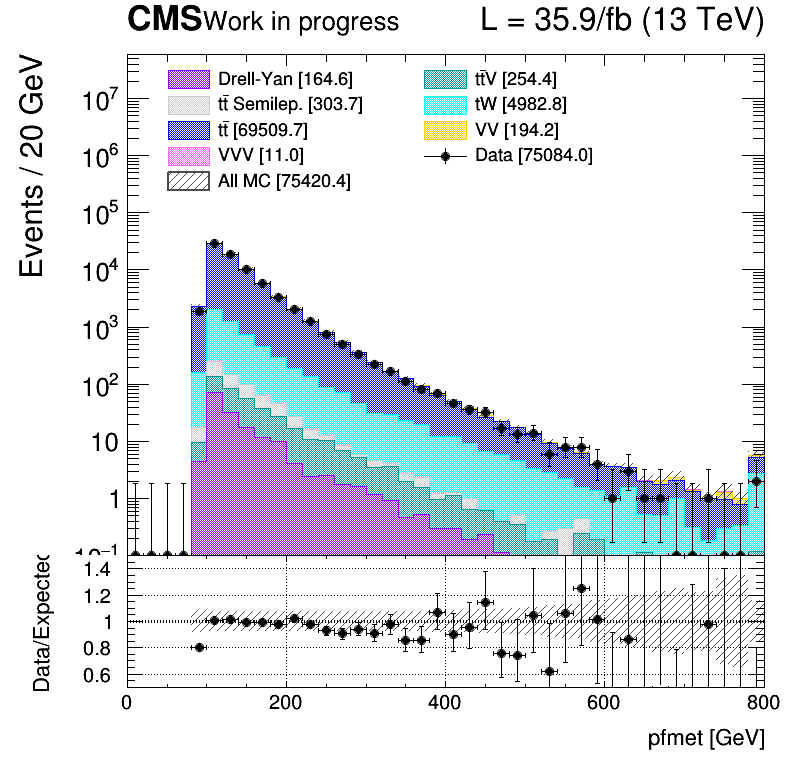 CMS Work in progress L = 35.9/fb (13 TeV)
Events / 20 GeV
Drell-Yan [164.6] tt̄V [254.4]
tt̄ Semilep. [303.7] tW [4982.8]
tt̄ [69509.7] VV [194.2]
VVV [11.0] Data [75084.0]
All MC [75420.4]
10⁷
10⁶
10⁵
10⁴
10³
10²
10
1
10⁻¹
Data/Expected
1.4
1.2
1
0.8
0.6
0 200 400 600 800
pfmet [GeV]